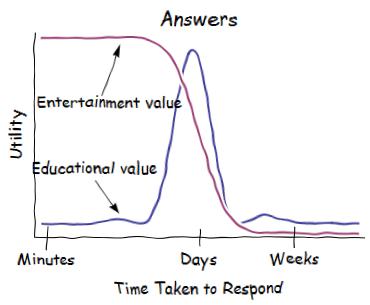 Answers
Entertainment value
Utility
Educational value
Minutes Days Weeks
Time Taken to Respond